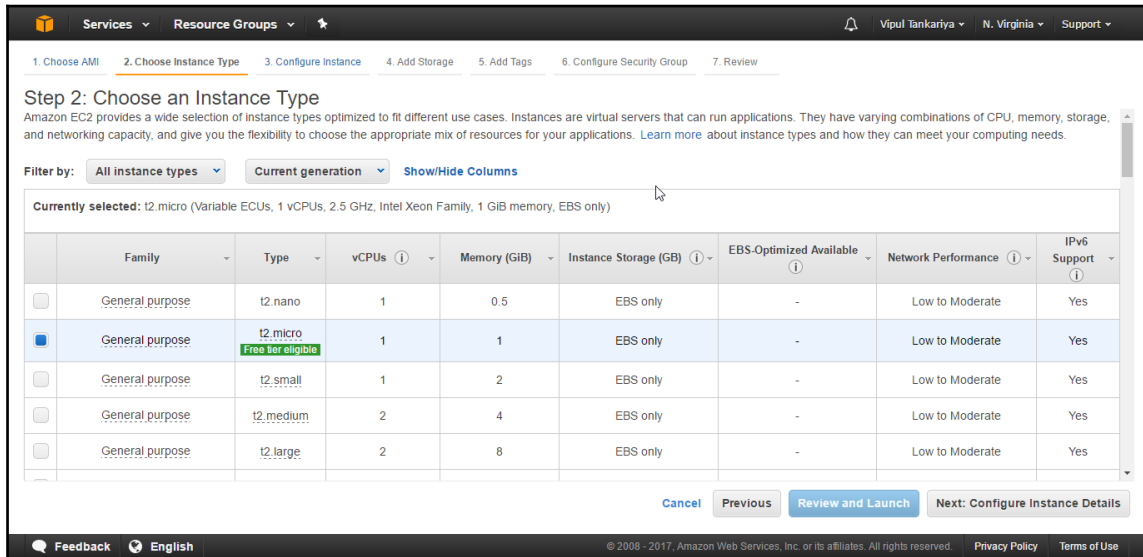 Services Resource Groups Vipul Tankariya N. Virginia Support
1. Choose AMI 2. Choose Instance Type 3. Configure Instance 4. Add Storage 5. Add Tags 6. Configure Security Group 7. Review
Step 2: Choose an Instance Type
Amazon EC2 provides a wide selection of instance types optimized to fit different use cases. Instances are virtual servers that can run applications. They have varying combinations of CPU, memory, storage,
and networking capacity, and give you the flexibility to choose the appropriate mix of resources for your applications. Learn more about instance types and how they can meet your computing needs.
Filter by: All instance types Current generation Show/Hide Columns
Currently selected: t2.micro (Variable ECUs, 1 vCPUs, 2.5 GHz, Intel Xeon Family, 1 GiB memory, EBS only)
Family Type vCPUs Memory (GiB) Instance Storage (GB) EBS-Optimized Available Network Performance IPv6 Support
General purpose t2.nano 1 0.5 EBS only - Low to Moderate Yes
General purpose t2.micro 1 1 EBS only - Low to Moderate Yes
Free tier eligible
General purpose t2.small 1 2 EBS only - Low to Moderate Yes
General purpose t2.medium 2 4 EBS only - Low to Moderate Yes
General purpose t2.large 2 8 EBS only - Low to Moderate Yes
Cancel Previous Review and Launch Next: Configure Instance Details
Feedback English © 2008 - 2017, Amazon Web Services, Inc. or its affiliates. All rights reserved. Privacy Policy Terms of Use